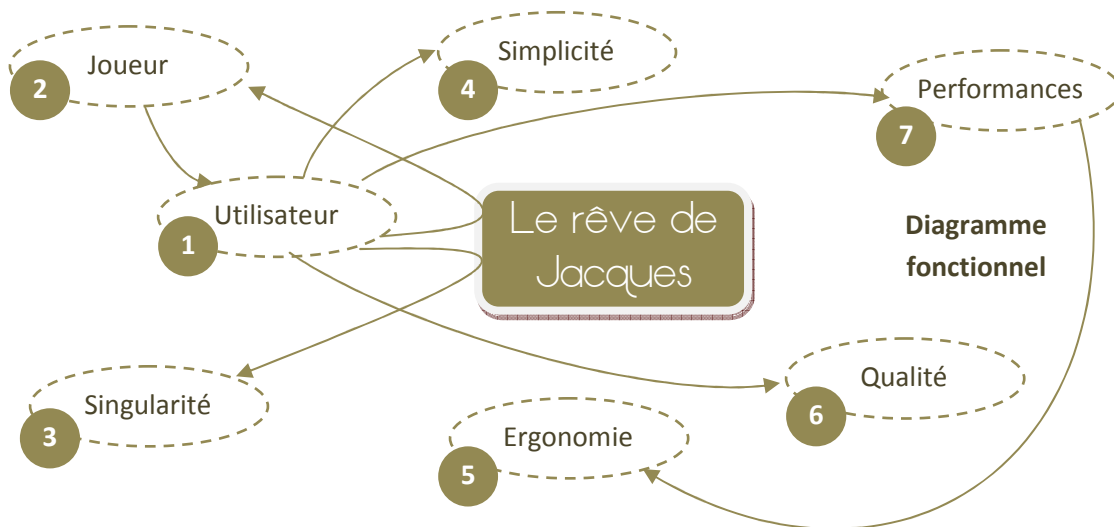 Simplicité
4
Joueur
2
Performances
7
Utilisateur
1
Le rêve de
Jacques
Diagramme
fonctionnel
Qualité
6
Singularité
3
Ergonomie
5